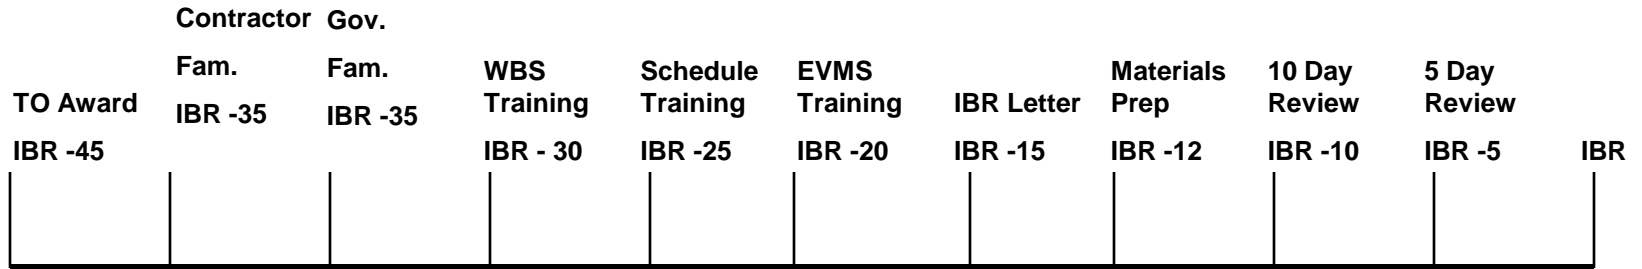 TO Award
IBR -45
Contractor
Fam.
IBR -35
Gov.
Fam.
IBR -35
WBS
Training
IBR - 30
Schedule
Training
IBR -25
EVMS
Training
IBR -20
IBR Letter
IBR -15
Materials
Prep
IBR -12
10 Day
Review
IBR -10
5 Day
Review
IBR -5
IBR